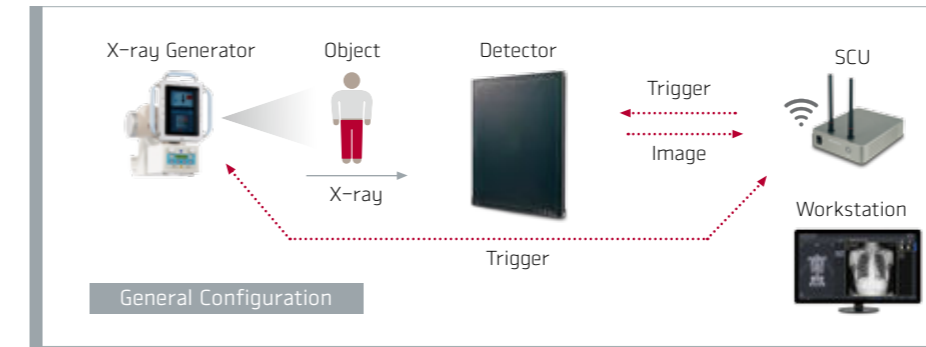 X-ray Generator
Object
Detector
SCU
Trigger
Image
X-ray
Workstation
Trigger
General Configuration